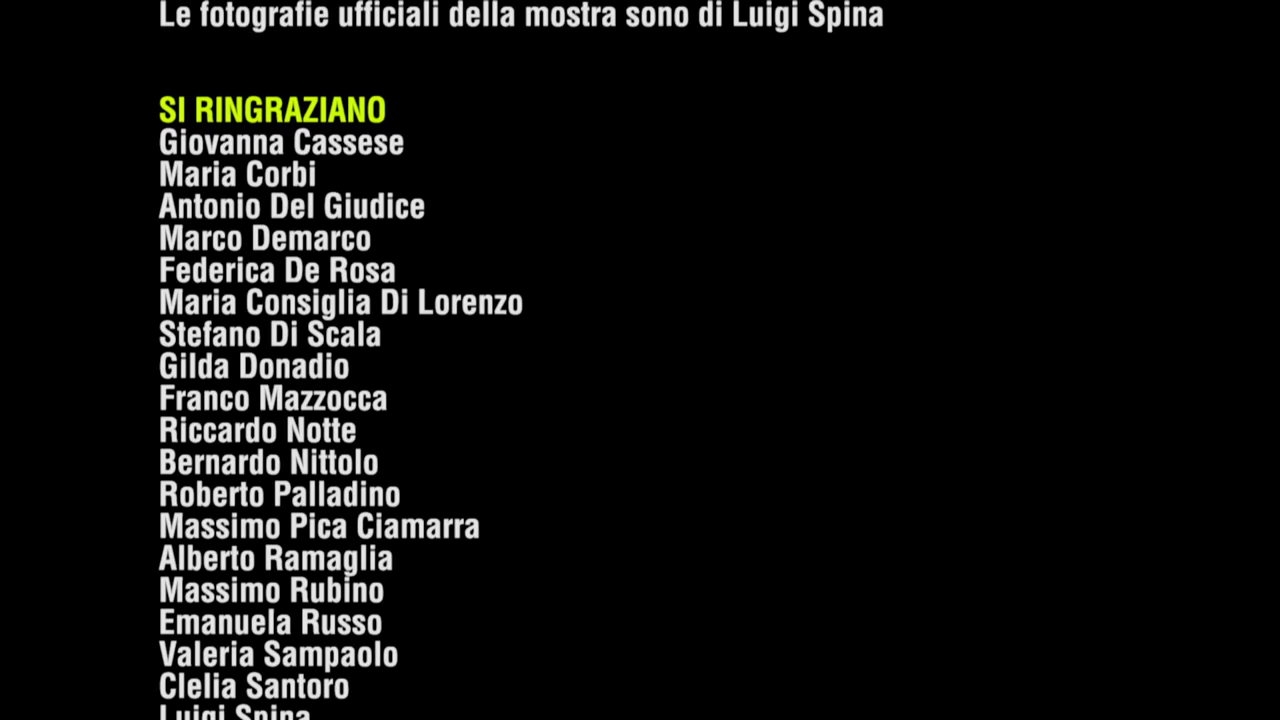 Le fotografie ufficiali della mostra sono di Luigi Spina
SI RINGRAZIANO
Giovanna Cassese
Maria Corbi
Antonio Del Giudice
Marco Demarco
Federica De Rosa
Maria Consiglia Di Lorenzo
Stefano Di Scala
Gilda Donadio
Franco Mazzocca
Riccardo Notte
Bernardo Nittolo
Roberto Palladino
Massimo Pica Ciamarra
Alberto Ramaglia
Massimo Rubino
Emanuela Russo
Valeria Sampaolo
Clelia Santoro
Luigi Spina